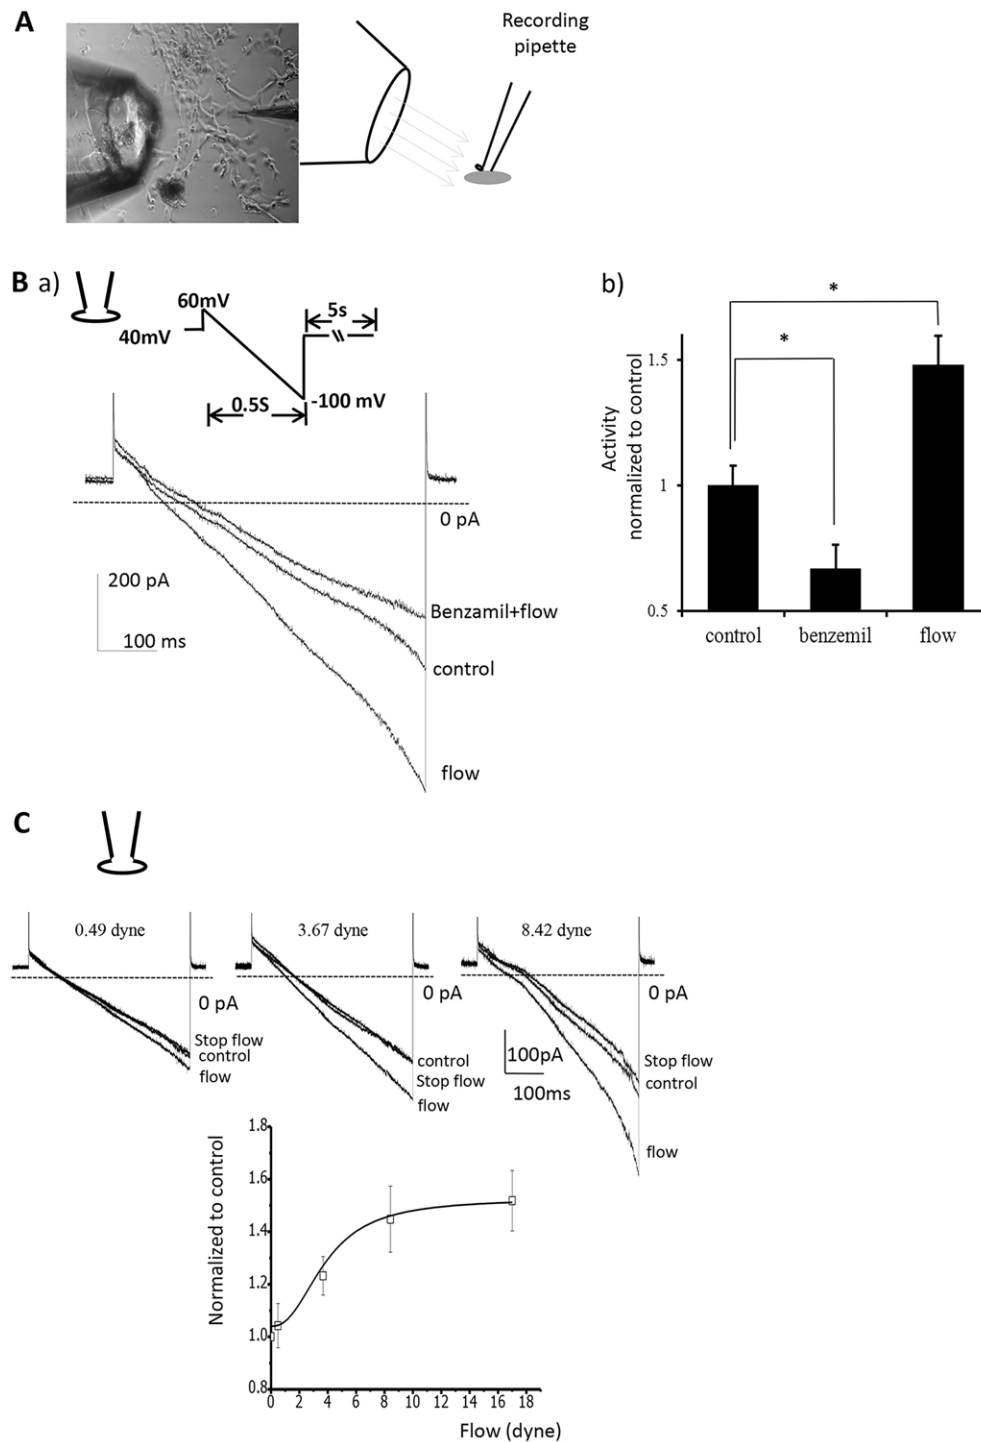 A
Recording
pipette
B a)
60mV
40mV
5s
0.5S
-100 mV
0 pA
200 pA
100 ms
Benzamil+flow
control
flow
b)
*
*
Activity
normalized to control
1.5
1
0.5
control
benzemil
flow
C
0.49 dyne
3.67 dyne
8.42 dyne
0 pA
0 pA
0 pA
Stop flow
control
flow
control
Stop flow
flow
100pA
100ms
Stop flow
control
flow
Normalized to control
1.8
1.6
1.4
1.2
1.0
0.8
0 2 4 6 8 10 12 14 16 18
Flow (dyne)